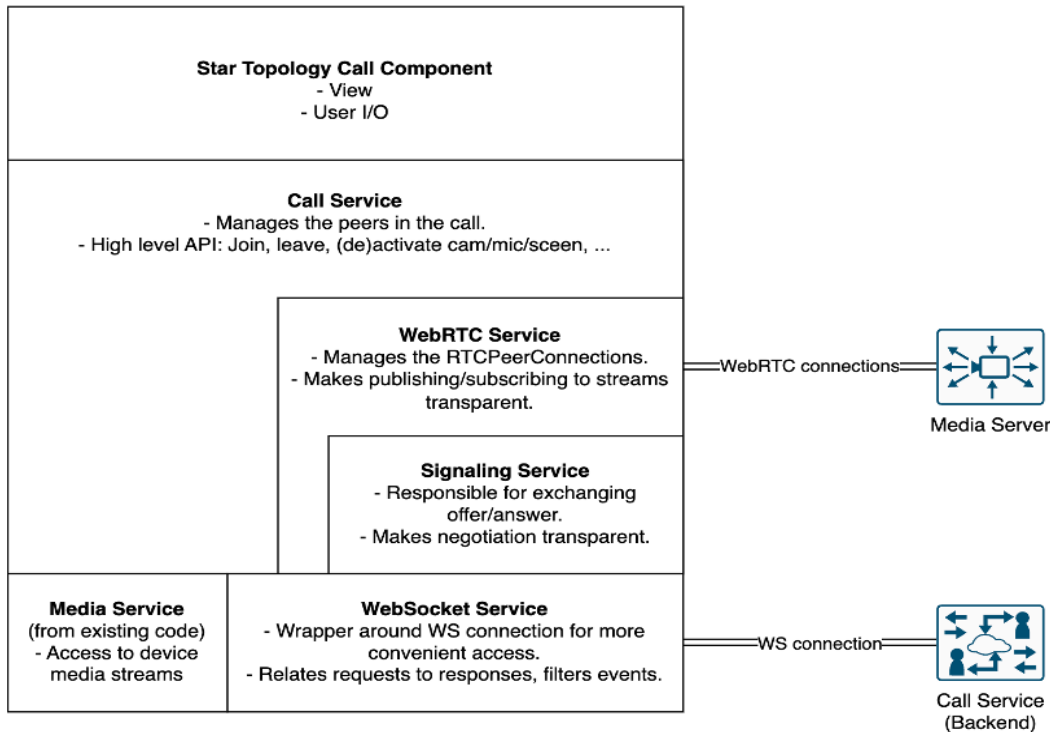 Star Topology Call Component
- View
- User I/O
Call Service
- Manages the peers in the call.
- High level API: Join, leave, (de)activate cam/mic/sceen, ...
WebRTC Service
- Manages the RTCPeerConnections.
- Makes publishing/subscribing to streams
transparent.
WebRTC connections
Media Server
Signaling Service
- Responsible for exchanging
offer/answer.
- Makes negotiation transparent.
Media Service
(from existing code)
- Access to device
media streams
WebSocket Service
- Wrapper around WS connection for more
convenient access.
- Relates requests to responses, filters events.
WS connection
Call Service
(Backend)